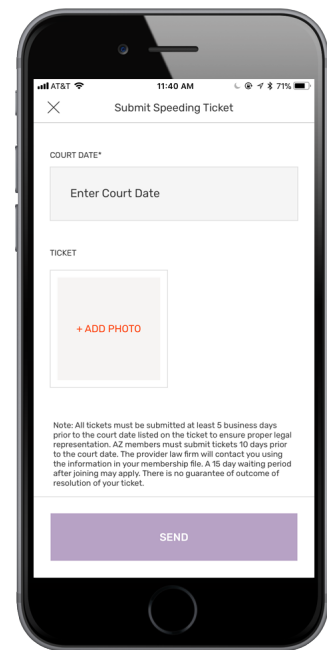 AT&T 11:40 AM 71%
Submit Speeding Ticket
COURT DATE*
Enter Court Date
TICKET
+ ADD PHOTO
Note: All tickets must be submitted at least 5 business days
prior to the court date listed on the ticket to ensure proper legal
representation. AZ members must submit tickets 10 days prior
to the court date. The provider law firm will contact you using
the information in your membership file. A 15 day waiting period
after joining may apply. There is no guarantee of outcome of
resolution of your ticket.
SEND